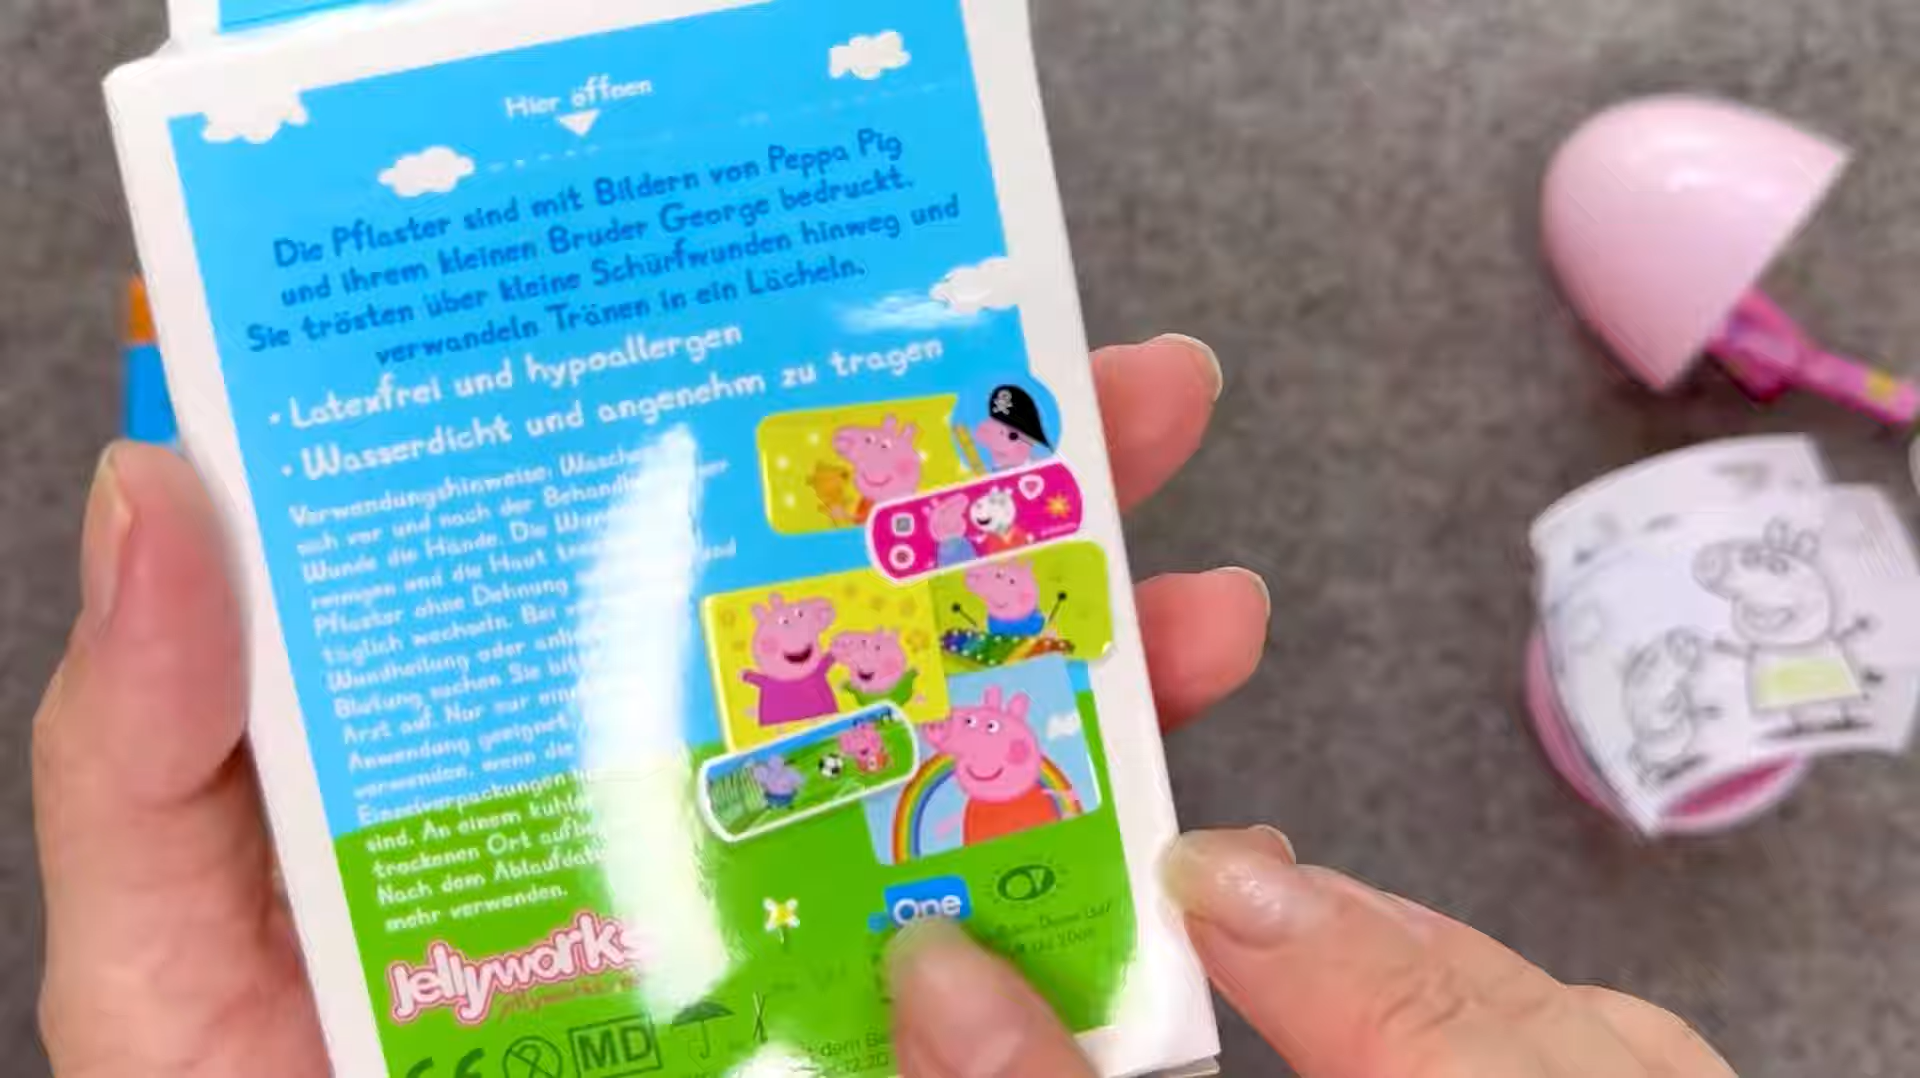 Hier öffnen
Die Pflaster sind mit Bildern von Peppa Pig
und ihrem kleinen Bruder George bedruckt.
Sie trösten über kleine Schürfwunden hinweg und
verwandeln Tränen in ein Lächeln.
• Latexfrei und hypoallergen
• Wasserdicht und angenehm zu tragen
Verwendungshinweise: Wasche
sich vor und nach der Behand
Wunde die Hände. Die Wun
reinigen und die Haut
Pflaster ohne Dehnung
täglich wechseln. Bei
Wundheilung oder
Blutung suchen Sie
Arzt auf. Nur zur
Anwendung geeignet.
verwenden, wenn die
Einzelverpackungen
sind. An einem kühlen
trockenen Ort
Nach dem Ablaufdat
mehr verwenden.
Jellyworks
One
CE
MD